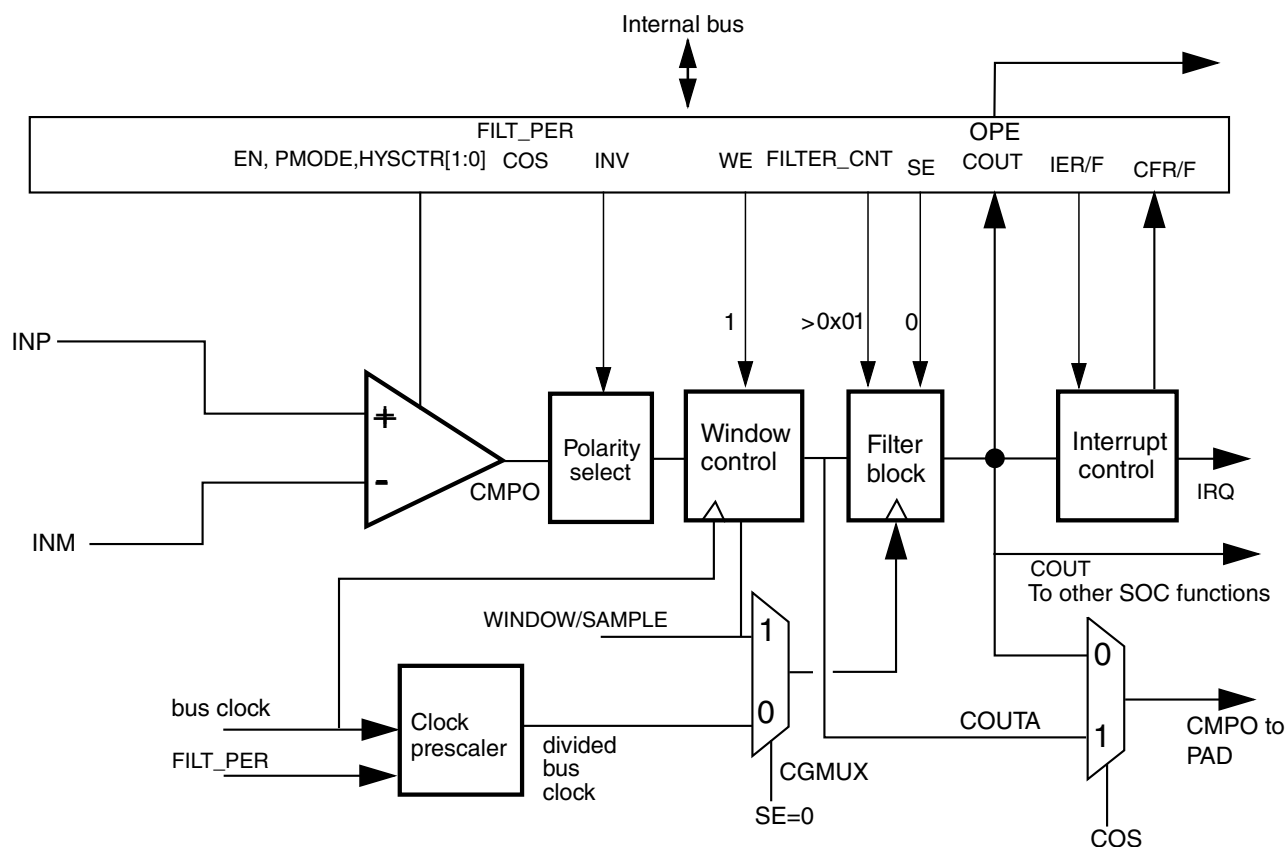 Internal bus
FILT_PER
OPE
EN, PMODE,HYSCTR[1:0]
COS
INV
WE
FILTER_CNT
SE
COUT
IER/F
CFR/F
1
>0x01
0
INP
+
-
INM
CMPO
Polarity
select
Window
control
Filter
block
Interrupt
control
IRQ
COUT
To other SOC functions
WINDOW/SAMPLE
1
0
0
1
bus clock
FILT_PER
Clock
prescaler
divided
bus
clock
CGMUX
SE=0
COUTA
CMPO to
PAD
COS